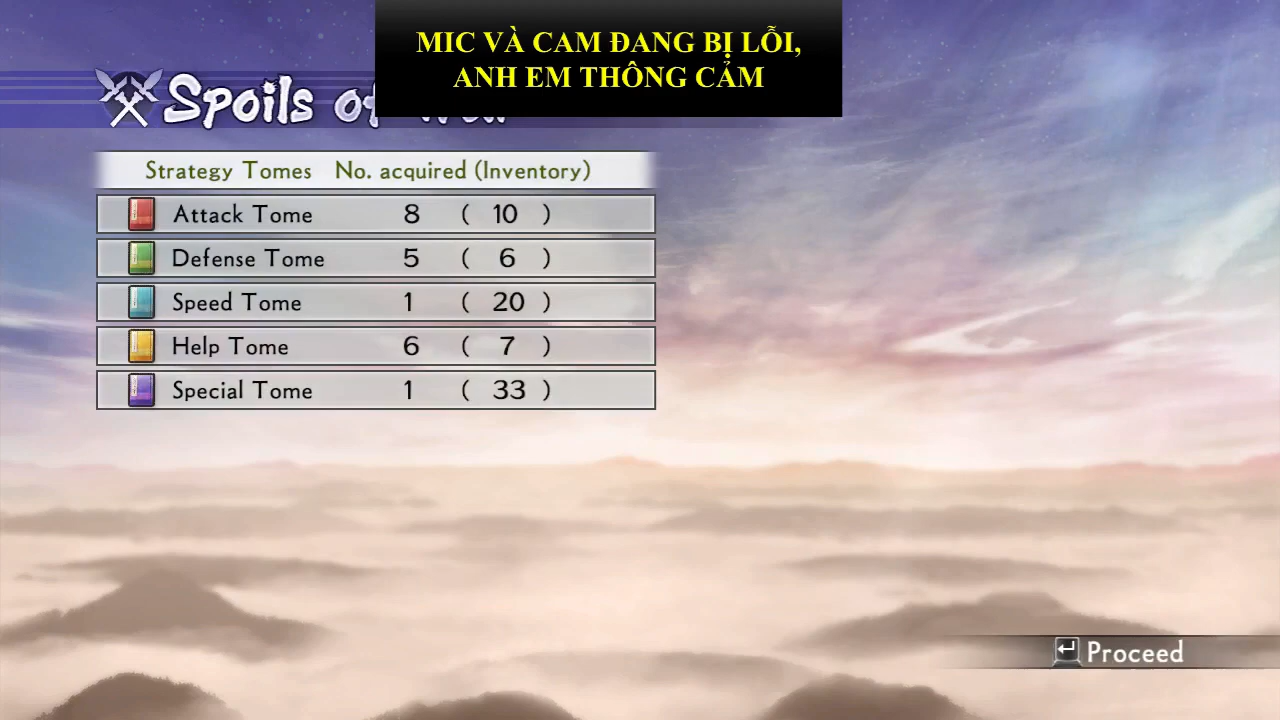 MIC VÀ CAM ĐANG BỊ LỖI,
ANH EM THÔNG CẢM
Spoils of
Strategy Tomes No. acquired (Inventory)
Attack Tome 8 ( 10 )
Defense Tome 5 ( 6 )
Speed Tome 1 ( 20 )
Help Tome 6 ( 7 )
Special Tome 1 ( 33 )
Proceed